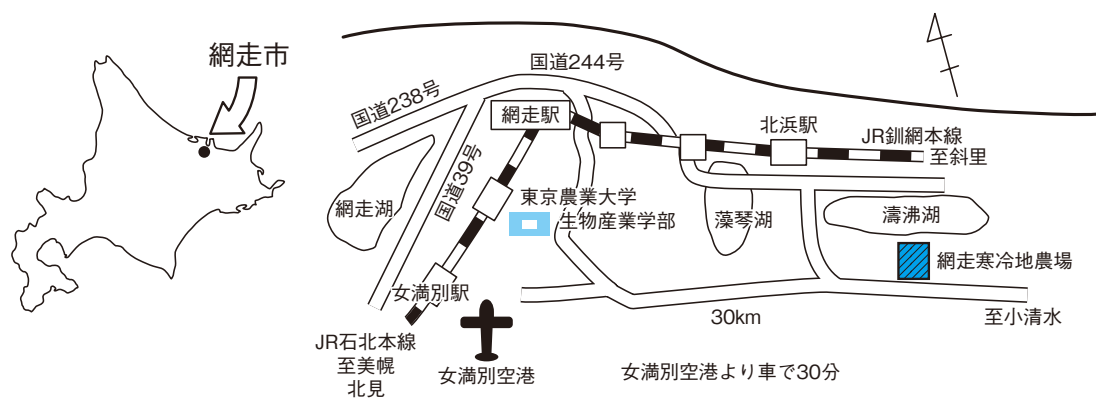 網走市
国道244号
国道238号
網走駅
北浜駅
JR釧網本線
至斜里
国道39号
網走湖
東京農業大学
生物産業学部
藻琴湖
濤沸湖
網走寒冷地農場
女満別駅
30km
至小清水
JR石北本線
至美幌
北見
女満別空港
女満別空港より車で30分